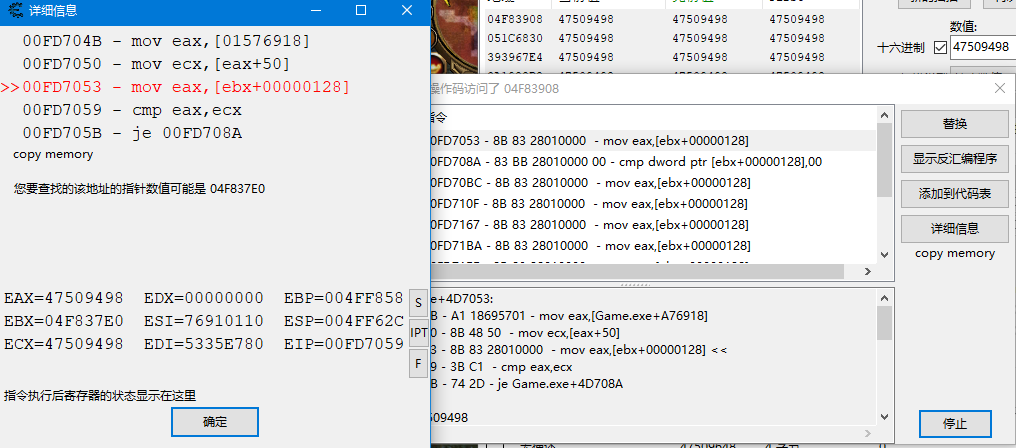 详细信息
00FD704B - mov eax,[01576918]
00FD7050 - mov ecx,[eax+50]
>>00FD7053 - mov eax,[ebx+00000128]
00FD7059 - cmp eax,ecx
00FD705B - je 00FD708A
copy memory
您要查找的该地址的指针数值可能是 04F837E0
EAX=47509498 EDX=00000000 EBP=004FF858
EBX=04F837E0 ESI=76910110 ESP=004FF62C
ECX=47509498 EDI=5335E780 EIP=00FD7059
S
IPT
F
指令执行后寄存器的状态显示在这里
确定
04F83908 47509498 47509498 47509498
051C6830 47509498 47509498 47509498
393967E4 47509498 47509498 47509498
数值:
十六进制 47509498
操作码访问了 04F83908
指令
0FD7053 - 8B 83 28010000 - mov eax,[ebx+00000128]
0FD708A - 83 BB 28010000 00 - cmp dword ptr [ebx+00000128],00
0FD70BC - 8B 83 28010000 - mov eax,[ebx+00000128]
0FD710F - 8B 83 28010000 - mov eax,[ebx+00000128]
0FD7167 - 8B 83 28010000 - mov eax,[ebx+00000128]
0FD71BA - 8B 83 28010000 - mov eax,[ebx+00000128]
替换
显示反汇编程序
添加到代码表
详细信息
copy memory
e+4D7053:
B - A1 18695701 - mov eax,[Game.exe+A76918]
0 - 8B 48 50 - mov ecx,[eax+50]
3 - 8B 83 28010000 - mov eax,[ebx+00000128] <<
9 - 3B C1 - cmp eax,ecx
B - 74 2D - je Game.exe+4D708A
509498
停止